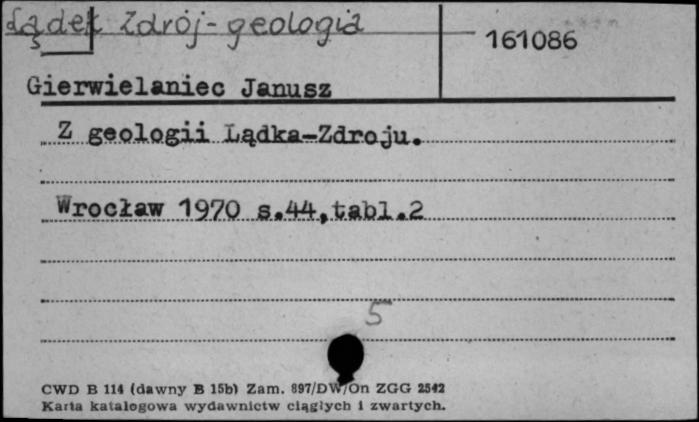 Lądek Zdrój - geologia
161086
Gierwielaniec Janusz
Z geologii Lądka-Zdroju.
Wrocław 1970 s.44,tabl.2
5
CWD B 114 (dawny B 15b) Zam. 897/DW/On ZGG 2542
Karta katalogowa wydawnictw ciągłych i zwartych.